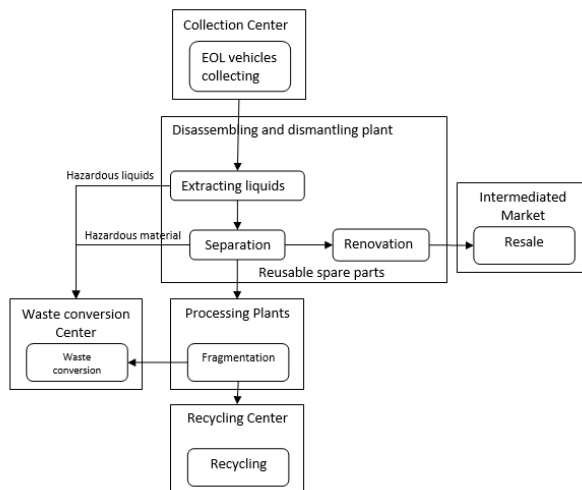 Collection Center
EOL vehicles
collecting
Disassembling and dismantling plant
Hazardous liquids
Extracting liquids
Intermediated
Market
Hazardous material
Separation
Renovation
Resale
Reusable spare parts
Waste conversion
Center
Processing Plants
Waste
conversion
Fragmentation
Recycling Center
Recycling